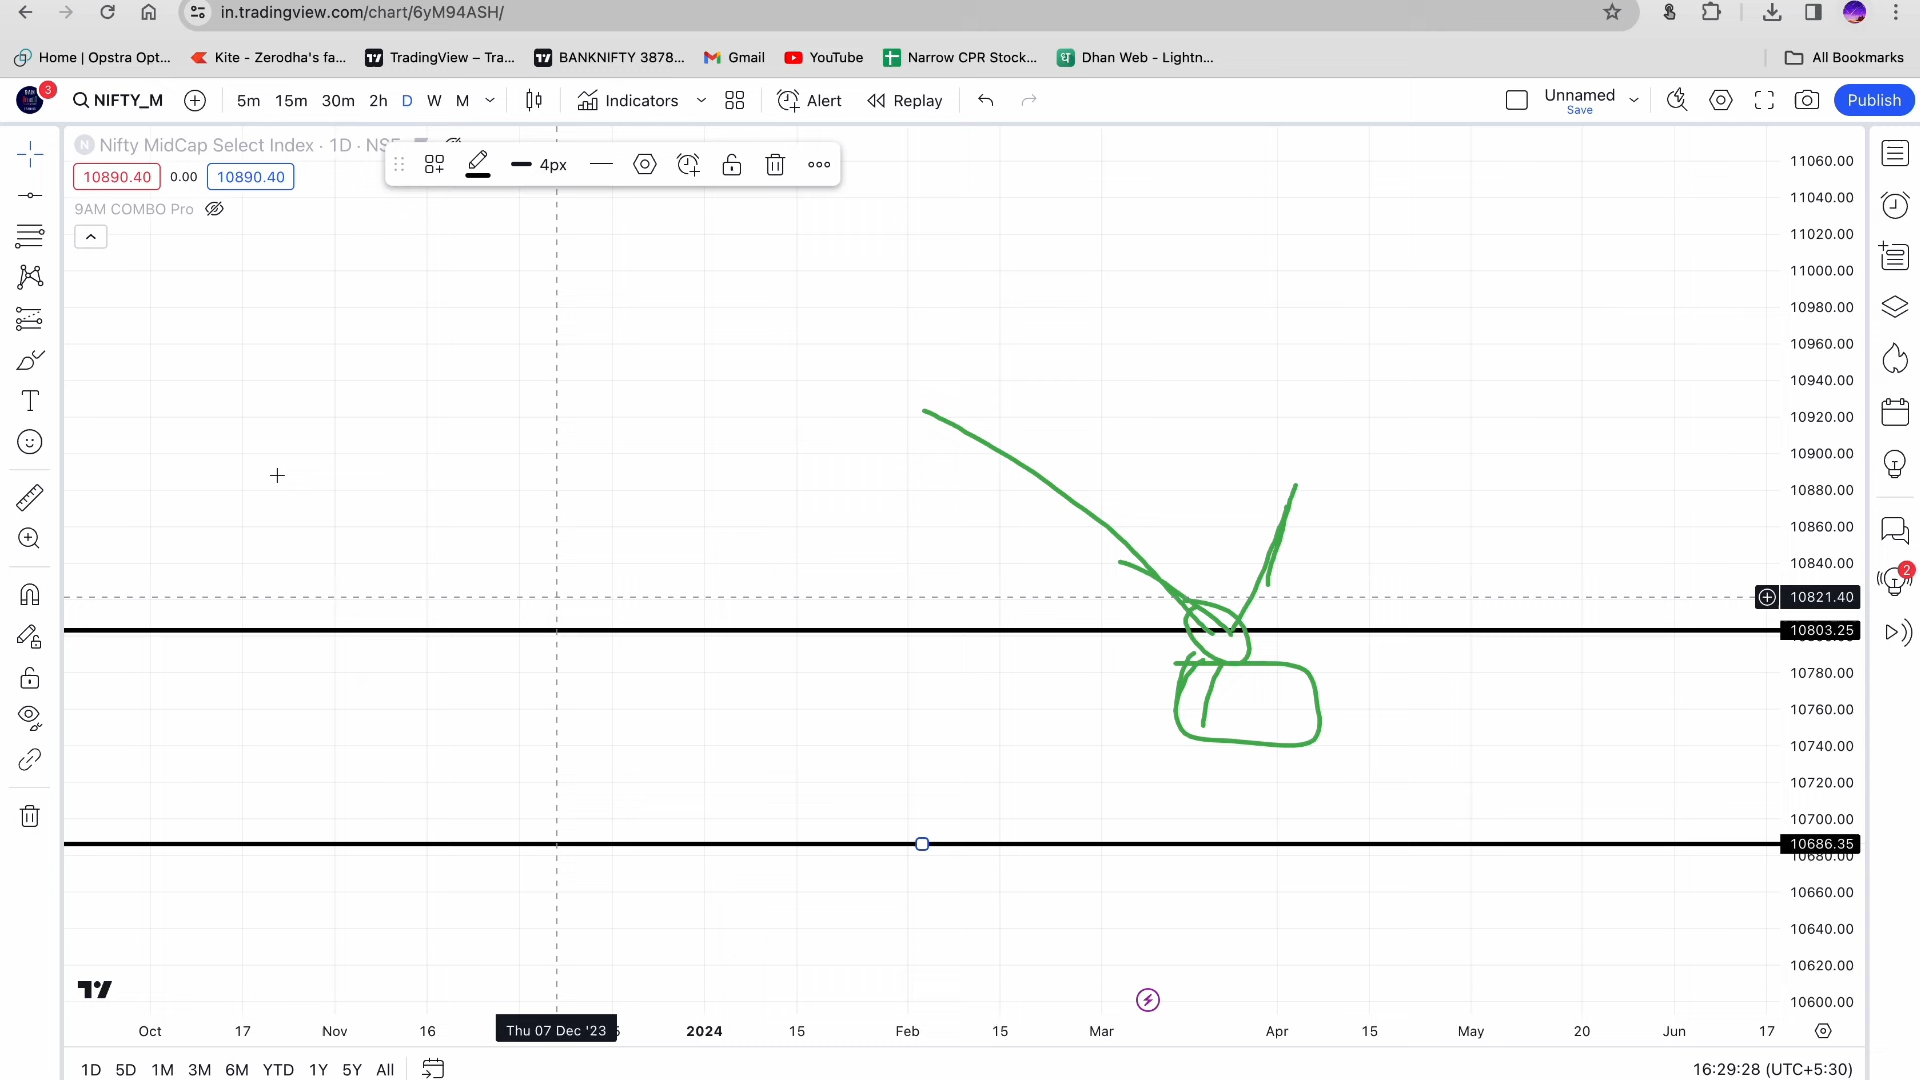 in.tradingview.com/chart/6yM94ASH/
Home | Opstra Opt... Kite - Zerodha's fa... TradingView – Tra... BANKNIFTY 3878... Gmail YouTube Narrow CPR Stock... Dhan Web - Lightn... All Bookmarks
3 NIFTY_M 5m 15m 30m 2h D W M Indicators Alert Replay Unnamed Save Publish
N Nifty MidCap Select Index · 1D · NSE
4px
10890.40 0.00 10890.40
9AM COMBO Pro
11060.00
11040.00
11020.00
11000.00
10980.00
10960.00
10940.00
10920.00
10900.00
10880.00
10860.00
10840.00
2
10821.40
10803.25
10780.00
10760.00
10740.00
10720.00
10700.00
10686.35
10680.00
10660.00
10640.00
10620.00
10600.00
Oct 17 Nov 16 Thu 07 Dec '23 2024 15 Feb 15 Mar Apr 15 May 20 Jun 17
1D 5D 1M 3M 6M YTD 1Y 5Y All 16:29:28 (UTC+5:30)